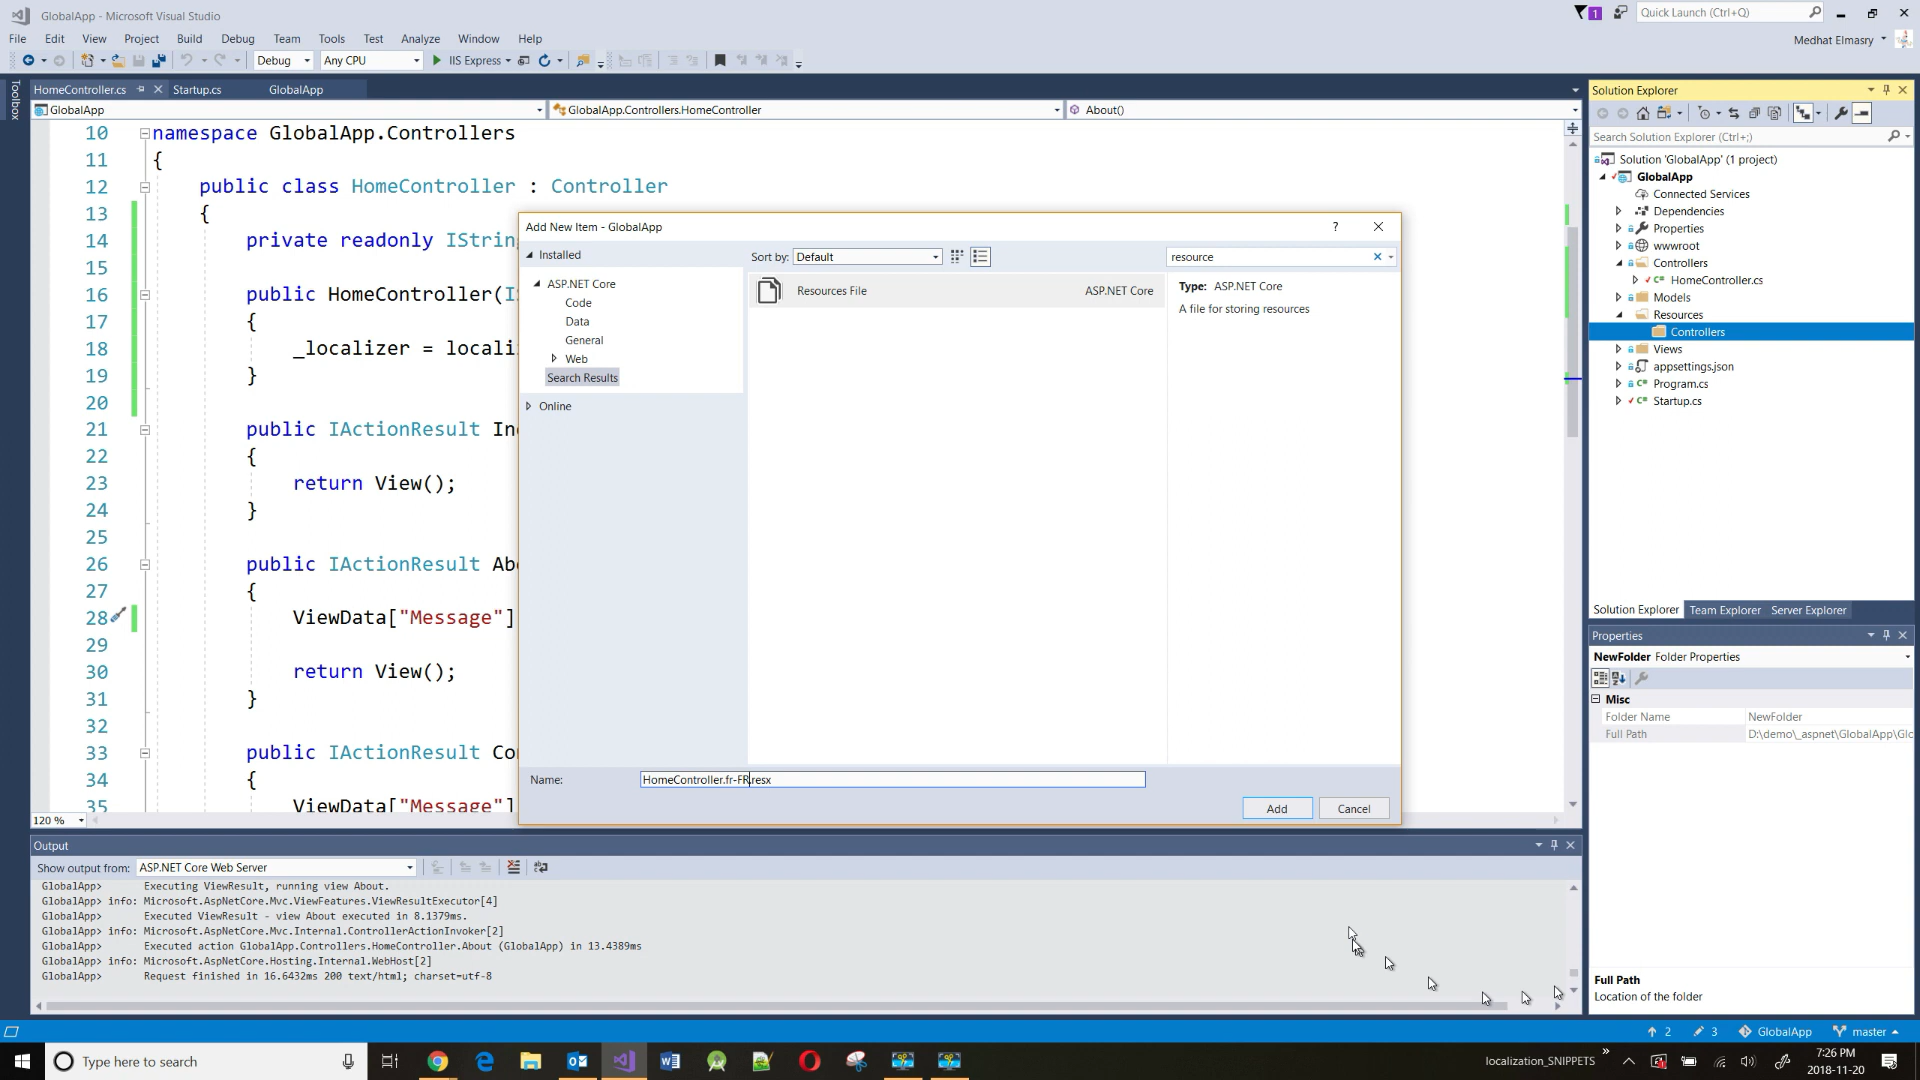 GlobalApp - Microsoft Visual Studio
1
Quick Launch (Ctrl+Q)
File Edit View Project Build Debug Team Tools Test Analyze Window Help
Medhat Elmasry
Debug Any CPU IIS Express
Toolbox
HomeController.cs Startup.cs GlobalApp
GlobalApp GlobalApp.Controllers.HomeController About()
10 namespace GlobalApp.Controllers
11 {
12 public class HomeController : Controller
13 {
14 private readonly IString
15
16 public HomeController(IS
17 {
18 _localizer = localiz
19 }
20
21 public IActionResult Ind
22 {
23 return View();
24 }
25
26 public IActionResult Abo
27 {
28 ViewData["Message"]
29
30 return View();
31 }
32
33 public IActionResult Con
34 {
35 ViewData["Message"]
120 %
Add New Item - GlobalApp
?
Installed
Sort by: Default
resource
ASP.NET Core
Code
Data
General
Web
Search Results
Online
Resources File ASP.NET Core
Type: ASP.NET Core
A file for storing resources
Name: HomeController.fr-FR.resx
Add Cancel
Output
Show output from: ASP.NET Core Web Server
GlobalApp> Executing ViewResult, running view About.
GlobalApp> info: Microsoft.AspNetCore.Mvc.ViewFeatures.ViewResultExecutor[4]
GlobalApp> Executed ViewResult - view About executed in 8.1379ms.
GlobalApp> info: Microsoft.AspNetCore.Mvc.Internal.ControllerActionInvoker[2]
GlobalApp> Executed action GlobalApp.Controllers.HomeController.About (GlobalApp) in 13.4389ms
GlobalApp> info: Microsoft.AspNetCore.Hosting.Internal.WebHost[2]
GlobalApp> Request finished in 16.6432ms 200 text/html; charset=utf-8
Solution Explorer
Search Solution Explorer (Ctrl+;)
Solution 'GlobalApp' (1 project)
GlobalApp
Connected Services
Dependencies
Properties
wwwroot
Controllers
HomeController.cs
Models
Resources
Controllers
Views
appsettings.json
Program.cs
Startup.cs
Solution Explorer Team Explorer Server Explorer
Properties
NewFolder Folder Properties
Misc
Folder Name NewFolder
Full Path D:\demo\_aspnet\GlobalApp\Glo
Full Path
Location of the folder
2 3 GlobalApp master
Type here to search
localization_SNIPPETS
7:26 PM
2018-11-20